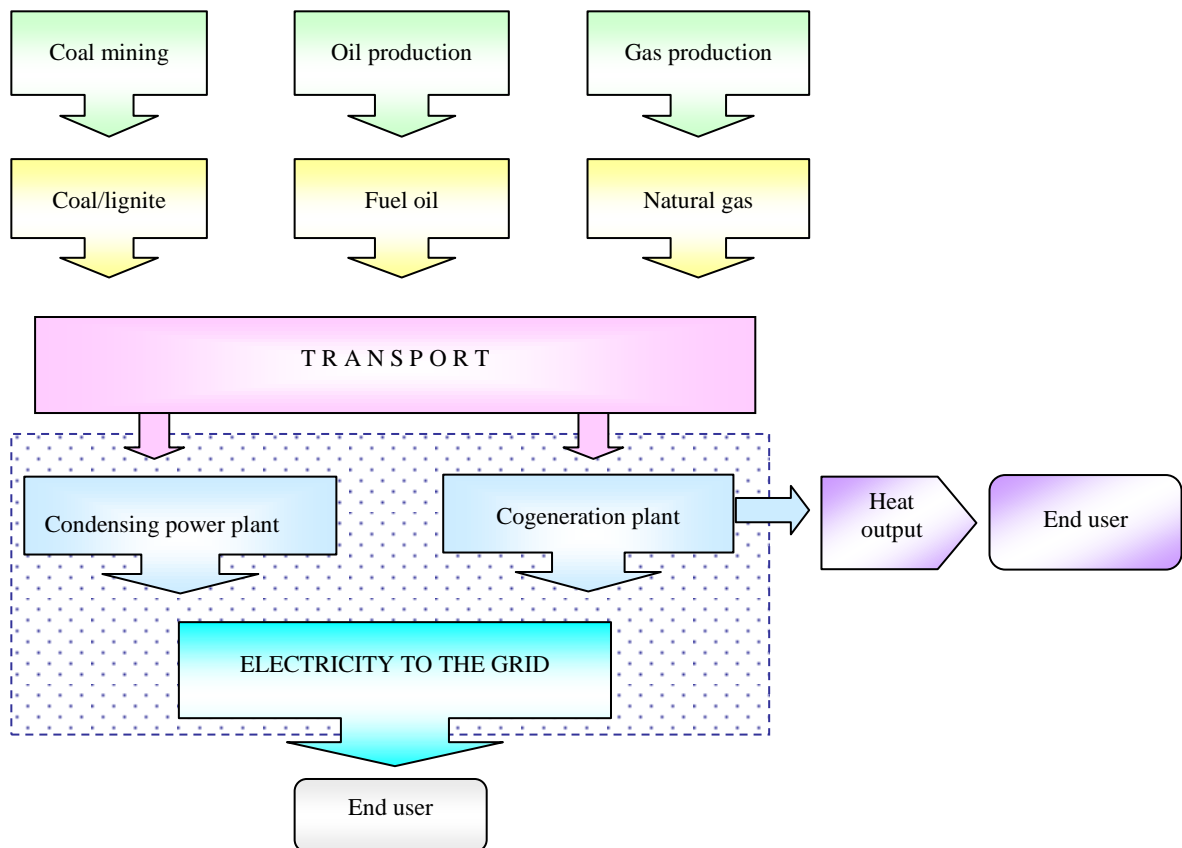 Coal mining
Oil production
Gas production
Coal/lignite
Fuel oil
Natural gas
T R A N S P O R T
Condensing power plant
Cogeneration plant
Heat
output
End user
ELECTRICITY TO THE GRID
End user